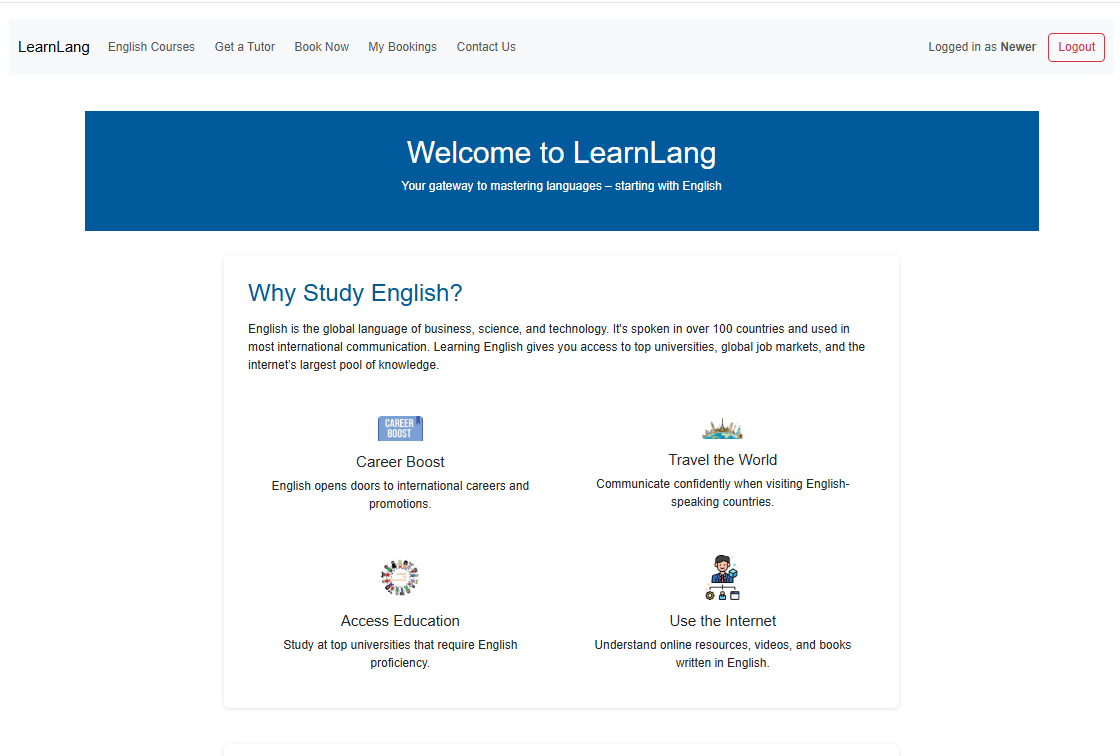 LearnLang English Courses Get a Tutor Book Now My Bookings Contact Us Logged in as Newer Logout
Welcome to LearnLang
Your gateway to mastering languages – starting with English
Why Study English?
English is the global language of business, science, and technology. It's spoken in over 100 countries and used in
most international communication. Learning English gives you access to top universities, global job markets, and the
internet's largest pool of knowledge.
CAREER
BOOST
Career Boost
English opens doors to international careers and
promotions.
Travel the World
Communicate confidently when visiting English-
speaking countries.
Access Education
Study at top universities that require English
proficiency.
Use the Internet
Understand online resources, videos, and books
written in English.